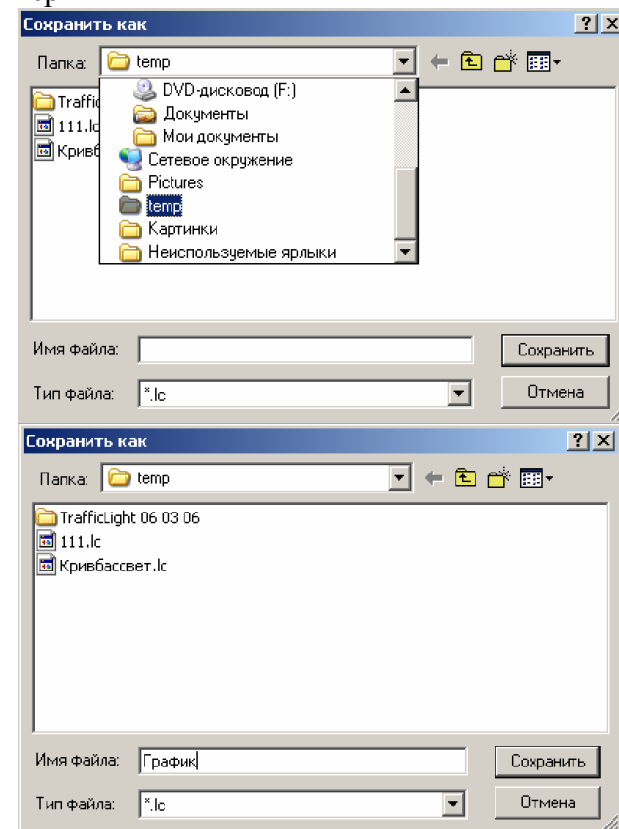 Сохранить как
Папка: temp
DVD-дисковод (F:)
Traffic
Документы
111.lc
Мои документы
Кривб
Сетевое окружение
Pictures
temp
Картинки
Неиспользуемые ярлыки
Имя файла:
Сохранить
Тип файла: *.lc
Отмена
Сохранить как
Папка: temp
TrafficLight 06 03 06
111.lc
Кривбассвет.lc
Имя файла: График
Сохранить
Тип файла: *.lc
Отмена